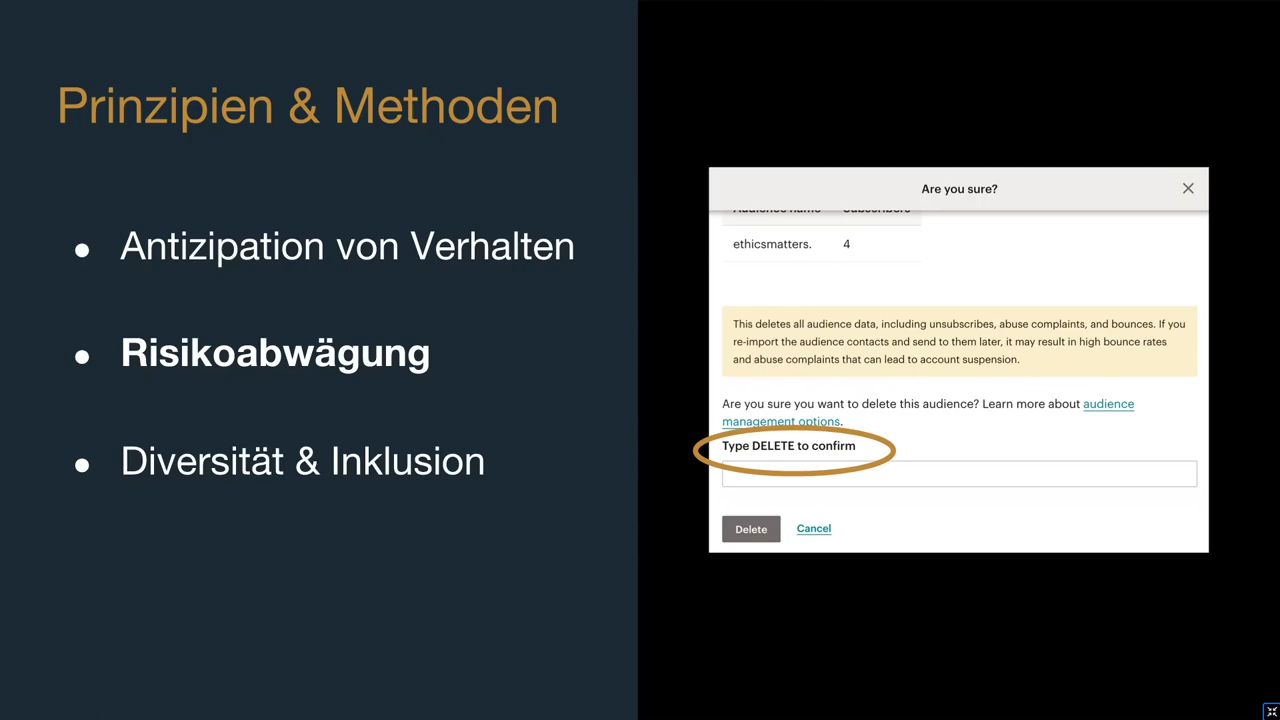 Prinzipien & Methoden
● Antizipation von Verhalten
● Risikoabwägung
● Diversität & Inklusion
Are you sure?
Audience name Subscribers
ethicsmatters. 4
This deletes all audience data, including unsubscribes, abuse complaints, and bounces. If you
re-import the audience contacts and send to them later, it may result in high bounce rates
and abuse complaints that can lead to account suspension.
Are you sure you want to delete this audience? Learn more about audience
management options.
Type DELETE to confirm
Delete Cancel